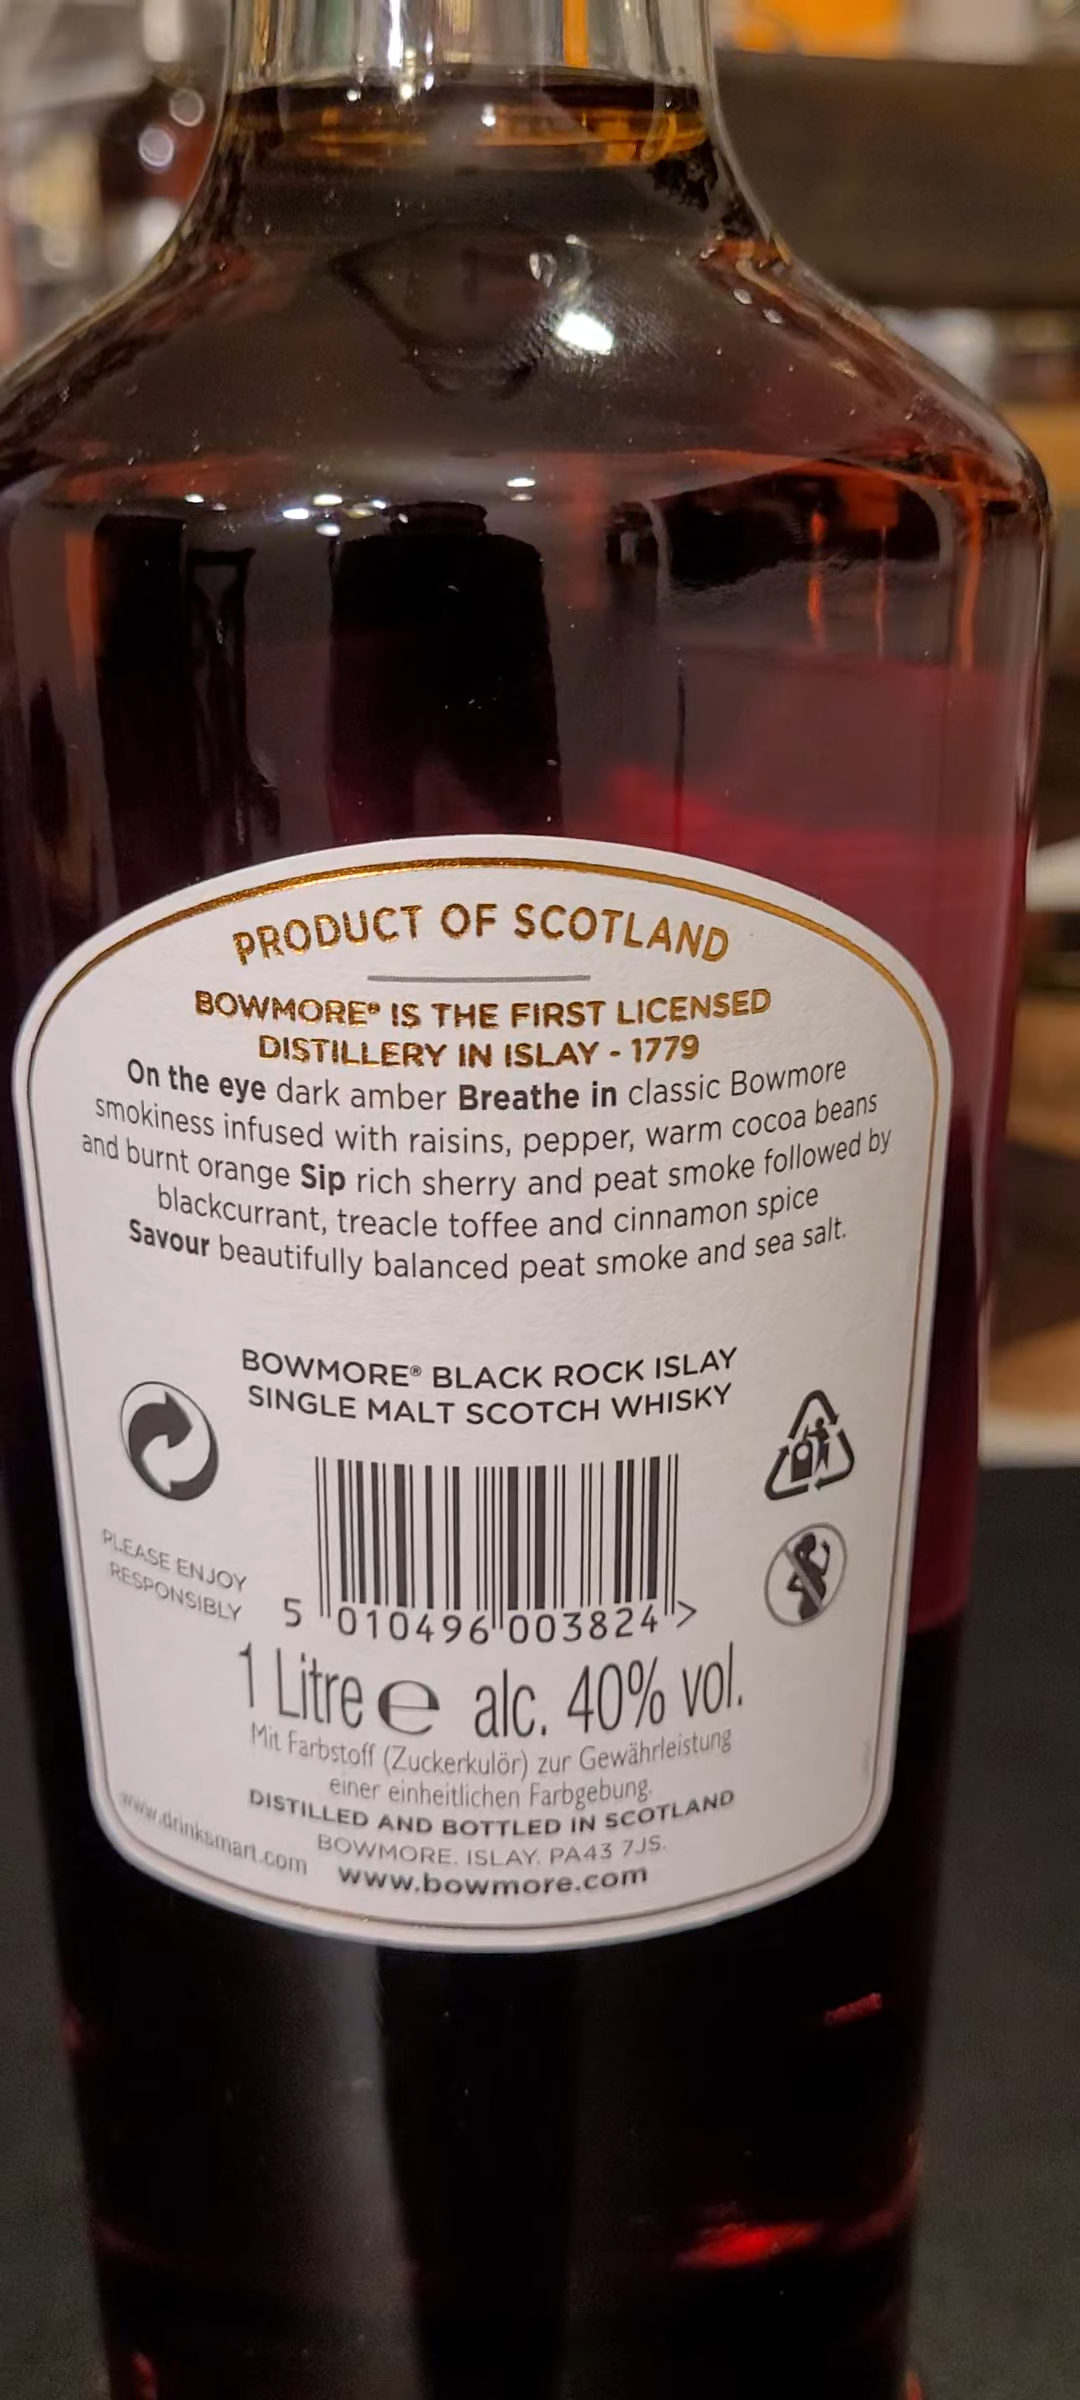 PRODUCT OF SCOTLAND
BOWMORE® IS THE FIRST LICENSED
DISTILLERY IN ISLAY - 1779
On the eye dark amber Breathe in classic Bowmore
smokiness infused with raisins, pepper, warm cocoa beans
and burnt orange Sip rich sherry and peat smoke followed by
blackcurrant, treacle toffee and cinnamon spice
Savour beautifully balanced peat smoke and sea salt.
BOWMORE® BLACK ROCK ISLAY
SINGLE MALT SCOTCH WHISKY
PLEASE ENJOY
RESPONSIBLY
5 010496 003824 >
1 Litre ℮ alc. 40% vol.
Mit Farbstoff (Zuckerkulör) zur Gewährleistung
einer einheitlichen Farbgebung.
DISTILLED AND BOTTLED IN SCOTLAND
BOWMORE. ISLAY. PA43 7JS.
www.drinksmart.com
www.bowmore.com